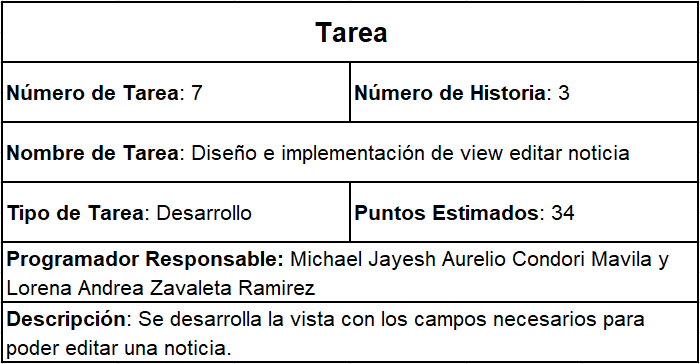 Tarea
Número de Tarea: 7
Número de Historia: 3
Nombre de Tarea: Diseño e implementación de view editar noticia
Tipo de Tarea: Desarrollo
Puntos Estimados: 34
Programador Responsable: Michael Jayesh Aurelio Condori Mavila y
Lorena Andrea Zavaleta Ramirez
Descripción: Se desarrolla la vista con los campos necesarios para
poder editar una noticia.